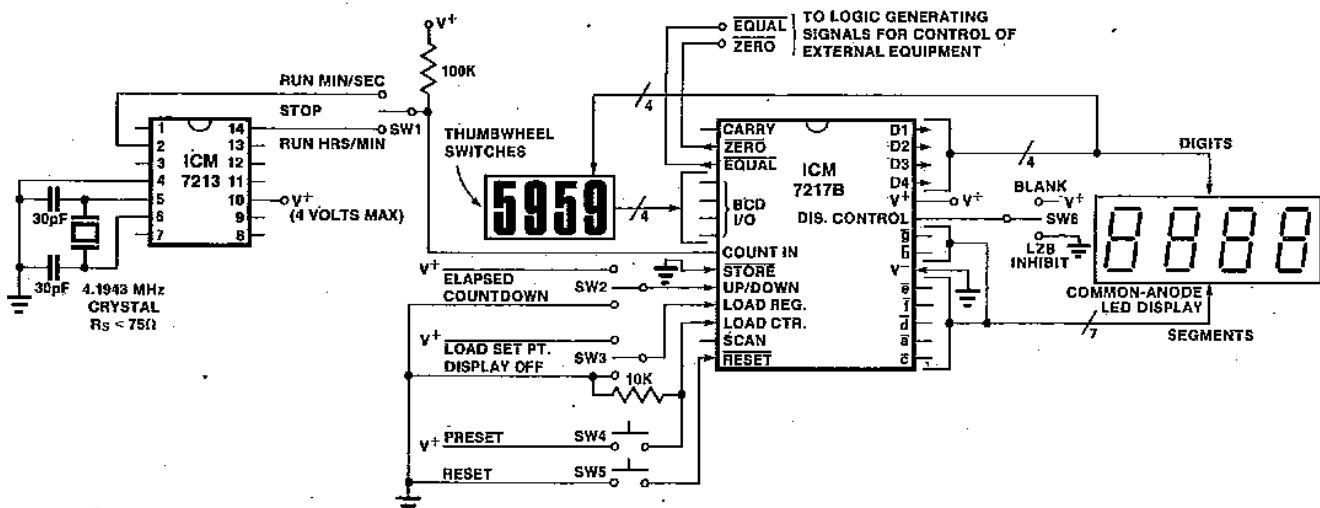 V+
100K
RUN MIN/SEC
STOP
SW1
RUN HRS/MIN
1
2
3
4
5
6
7
14
13
12
11
10
9
8
ICM
7213
V+
(4 VOLTS MAX)
30pF
30pF
4.1943 MHz
CRYSTAL
RS < 75Ω
THUMBWHEEL
SWITCHES
5959
4
EQUAL
ZERO
TO LOGIC GENERATING
SIGNALS FOR CONTROL OF
EXTERNAL EQUIPMENT
4
CARRY
ZERO
EQUAL
BCD
I/O
COUNT IN
STORE
UP/DOWN
LOAD REG.
LOAD CTR.
SCAN
RESET
ICM
7217B
D1
D2
D3
D4
V+
DIS. CONTROL
g
b
V−
e
f
d
a
c
4
V+
DIGITS
BLANK
V+
SW6
LZB
INHIBIT
8888
COMMON-ANODE
LED DISPLAY
7
SEGMENTS
V+
ELAPSED
COUNTDOWN
SW2
V+
LOAD SET PT.
DISPLAY OFF
SW3
10K
V+
PRESET
SW4
RESET
SW5